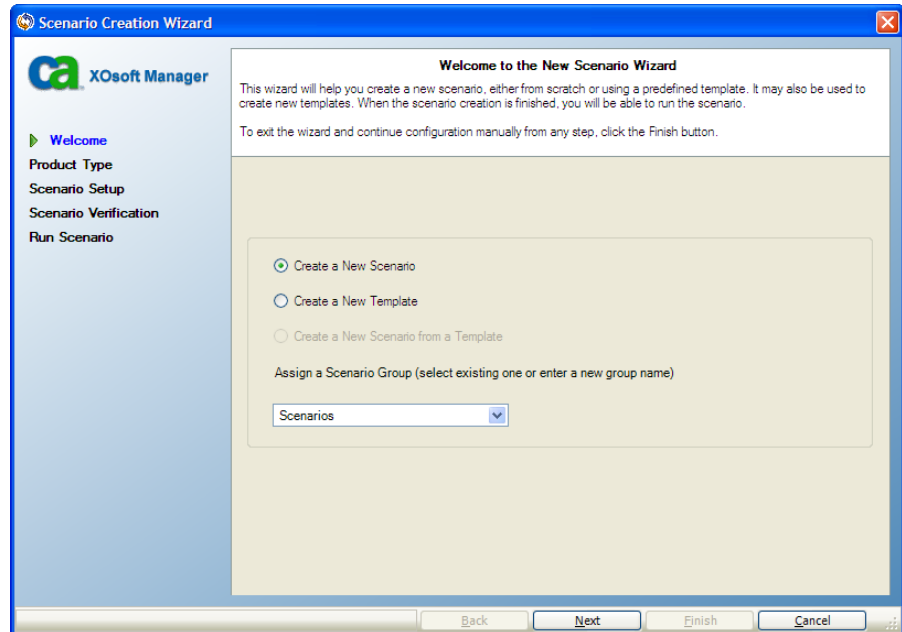 Scenario Creation Wizard
ca
XOsoft Manager
Welcome
Product Type
Scenario Setup
Scenario Verification
Run Scenario
Welcome to the New Scenario Wizard
This wizard will help you create a new scenario, either from scratch or using a predefined template. It may also be used to
create new templates. When the scenario creation is finished, you will be able to run the scenario.
To exit the wizard and continue configuration manually from any step, click the Finish button.
Create a New Scenario
Create a New Template
Create a New Scenario from a Template
Assign a Scenario Group (select existing one or enter a new group name)
Scenarios
Back
Next
Finish
Cancel